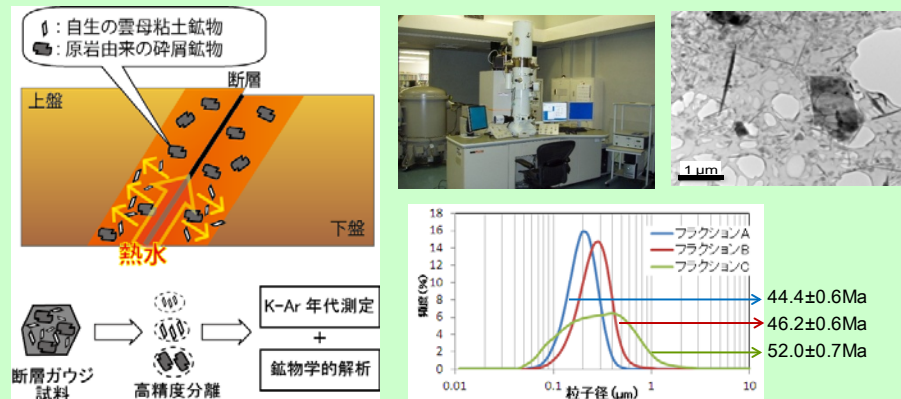 ：自生の雲母粘土鉱物
：原岩由来の砕屑鉱物
断層
上盤
下盤
熱水
断層ガウジ
試料
高精度分離
K-Ar 年代測定
+
鉱物学的解析
1 μm
頻度(%)
18
16
14
12
10
8
6
4
2
0
0.01
0.1
1
10
粒子径(μm)
フラクションA
フラクションB
フラクションC
44.4±0.6Ma
46.2±0.6Ma
52.0±0.7Ma